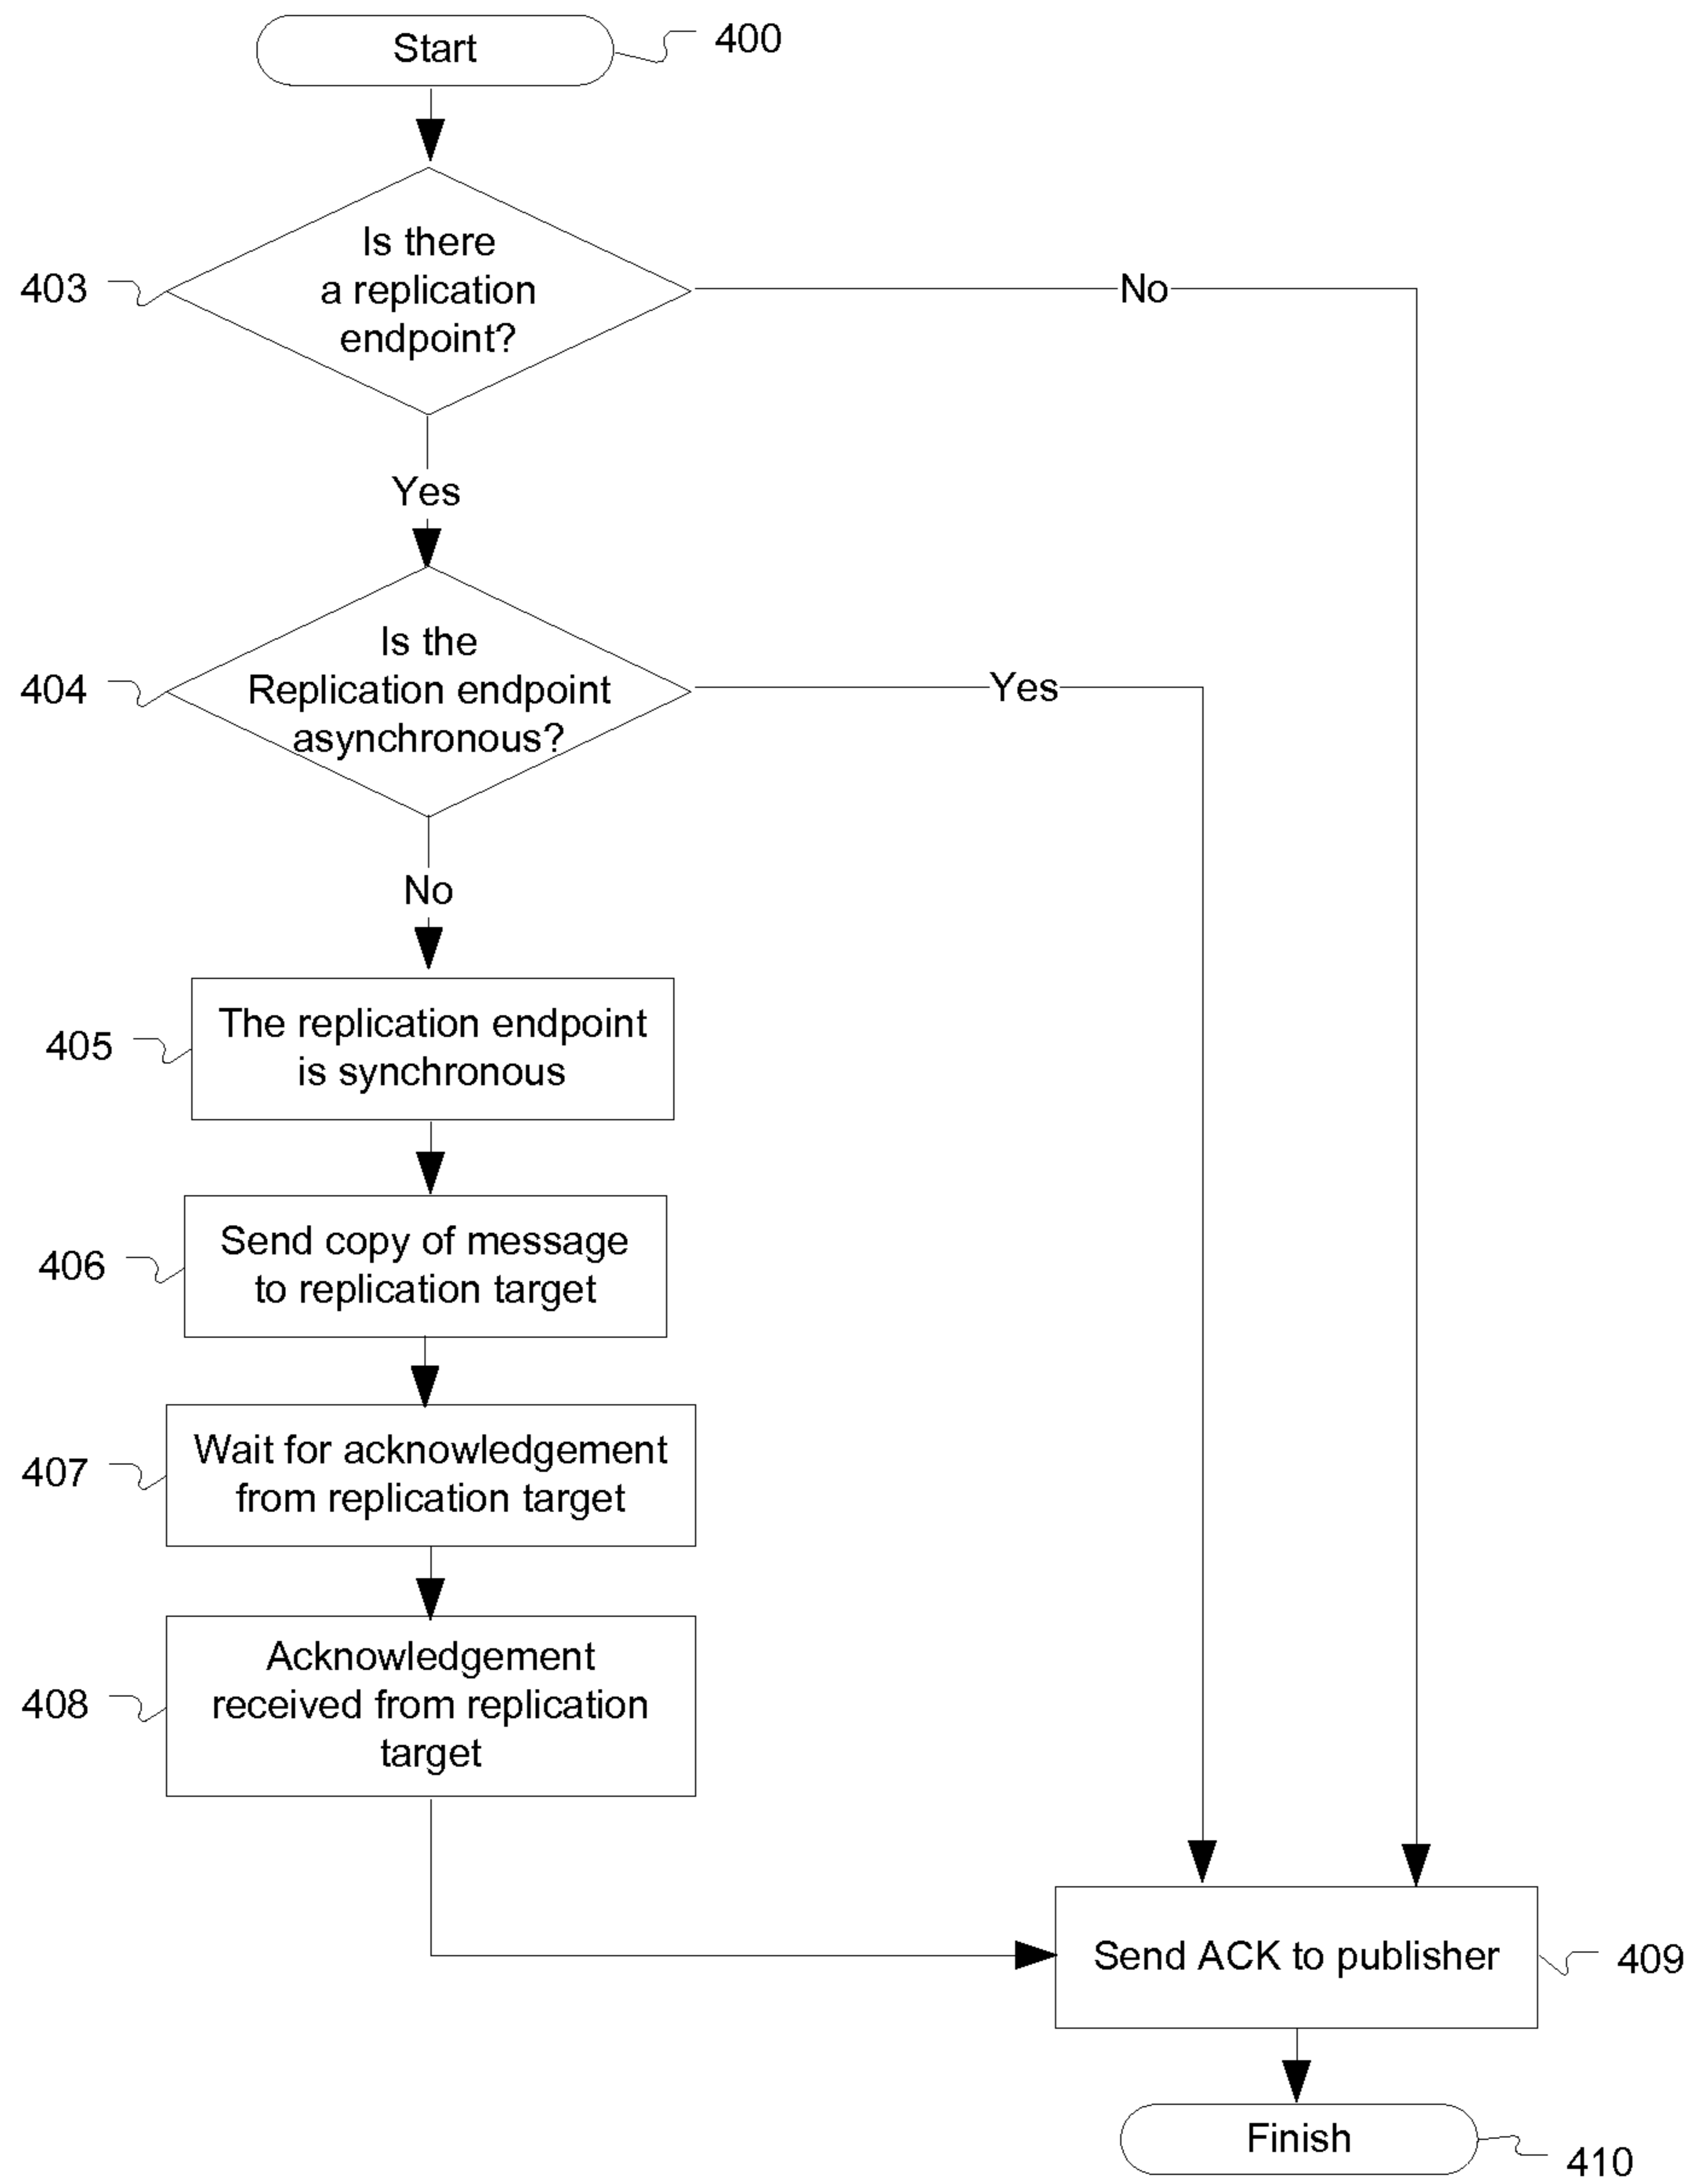 Start
400
Is there
a replication
endpoint?
403
No
Yes
Is the
Replication endpoint
asynchronous?
404
Yes
No
The replication endpoint
is synchronous
405
Send copy of message
to replication target
406
Wait for acknowledgement
from replication target
407
Acknowledgement
received from replication
target
408
Send ACK to publisher
409
Finish
410